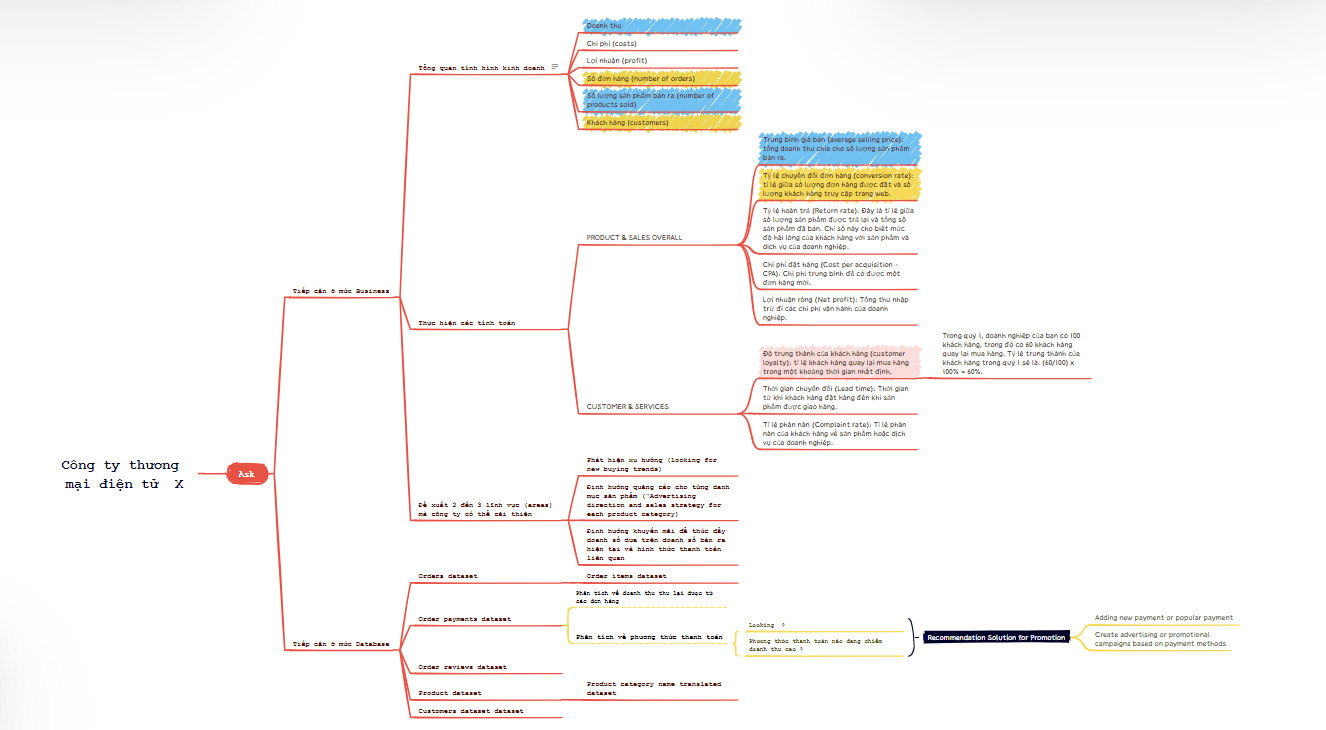 Công ty thương
mại điện tử X
Ask
Tiếp cận ở mức Business
Tổng quan tình hình kinh doanh
Doanh thu
Chi phí (costs)
Lợi nhuận (profit)
Số đơn hàng (number of orders)
Số lượng sản phẩm bán ra (number of
products sold)
Khách hàng (customers)
Thực hiện các tính toán
PRODUCT & SALES OVERALL
Trung bình giá bán (average selling price):
tổng doanh thu chia cho số lượng sản phẩm
bán ra.
Tỷ lệ chuyển đổi đơn hàng (conversion rate):
tỉ lệ giữa số lượng đơn hàng được đặt và số
lượng khách hàng truy cập trang web.
Tỷ lệ hoàn trả (Return rate): Đây là tỉ lệ giữa
số lượng sản phẩm được trả lại và tổng số
sản phẩm đã bán. Chỉ số này cho biết mức
độ hài lòng của khách hàng với sản phẩm và
dịch vụ của doanh nghiệp.
Chi phí đặt hàng (Cost per acquisition -
CPA): Chi phí trung bình để có được một
đơn hàng mới.
Lợi nhuận ròng (Net profit): Tổng thu nhập
trừ đi các chi phí vận hành của doanh
nghiệp.
CUSTOMER & SERVICES
Độ trung thành của khách hàng (customer
loyalty): tỉ lệ khách hàng quay lại mua hàng
trong một khoảng thời gian nhất định.
Trong quý 1, doanh nghiệp của bạn có 100
khách hàng, trong đó có 60 khách hàng
quay lại mua hàng. Tỷ lệ trung thành của
khách hàng trong quý 1 sẽ là: (60/100) x
100% = 60%.
Thời gian chuyển đổi (Lead time): Thời gian
từ khi khách hàng đặt hàng đến khi sản
phẩm được giao hàng.
Tỉ lệ phàn nàn (Complaint rate): Tỉ lệ phàn
nàn của khách hàng về sản phẩm hoặc dịch
vụ của doanh nghiệp.
Đề xuất 2 đến 3 lĩnh vực (areas)
mà công ty có thể cải thiện
Phát hiện xu hướng (looking for
new buying trends)
Định hướng quảng cáo cho từng danh
mục sản phẩm ("Advertising
direction and sales strategy for
each product category)
Định hướng khuyến mãi để thúc đẩy
doanh số dựa trên doanh số bán ra
hiện tại và hình thức thanh toán
liên quan
Tiếp cận ở mức Database
Orders dataset
Order items dataset
Order payments dataset
Phân tích về doanh thu thu lại được từ
các đơn hàng
Phân tích về phương thức thanh toán
Looking ?
Phương thức thanh toán nào đang chiếm
doanh thu cao ?
Recommendation Solution for Promotion
Adding new payment or popular payment
Create advertising or promotional
campaigns based on payment methods
Order reviews dataset
Product dataset
Product category name translated
dataset
Customers dataset dataset